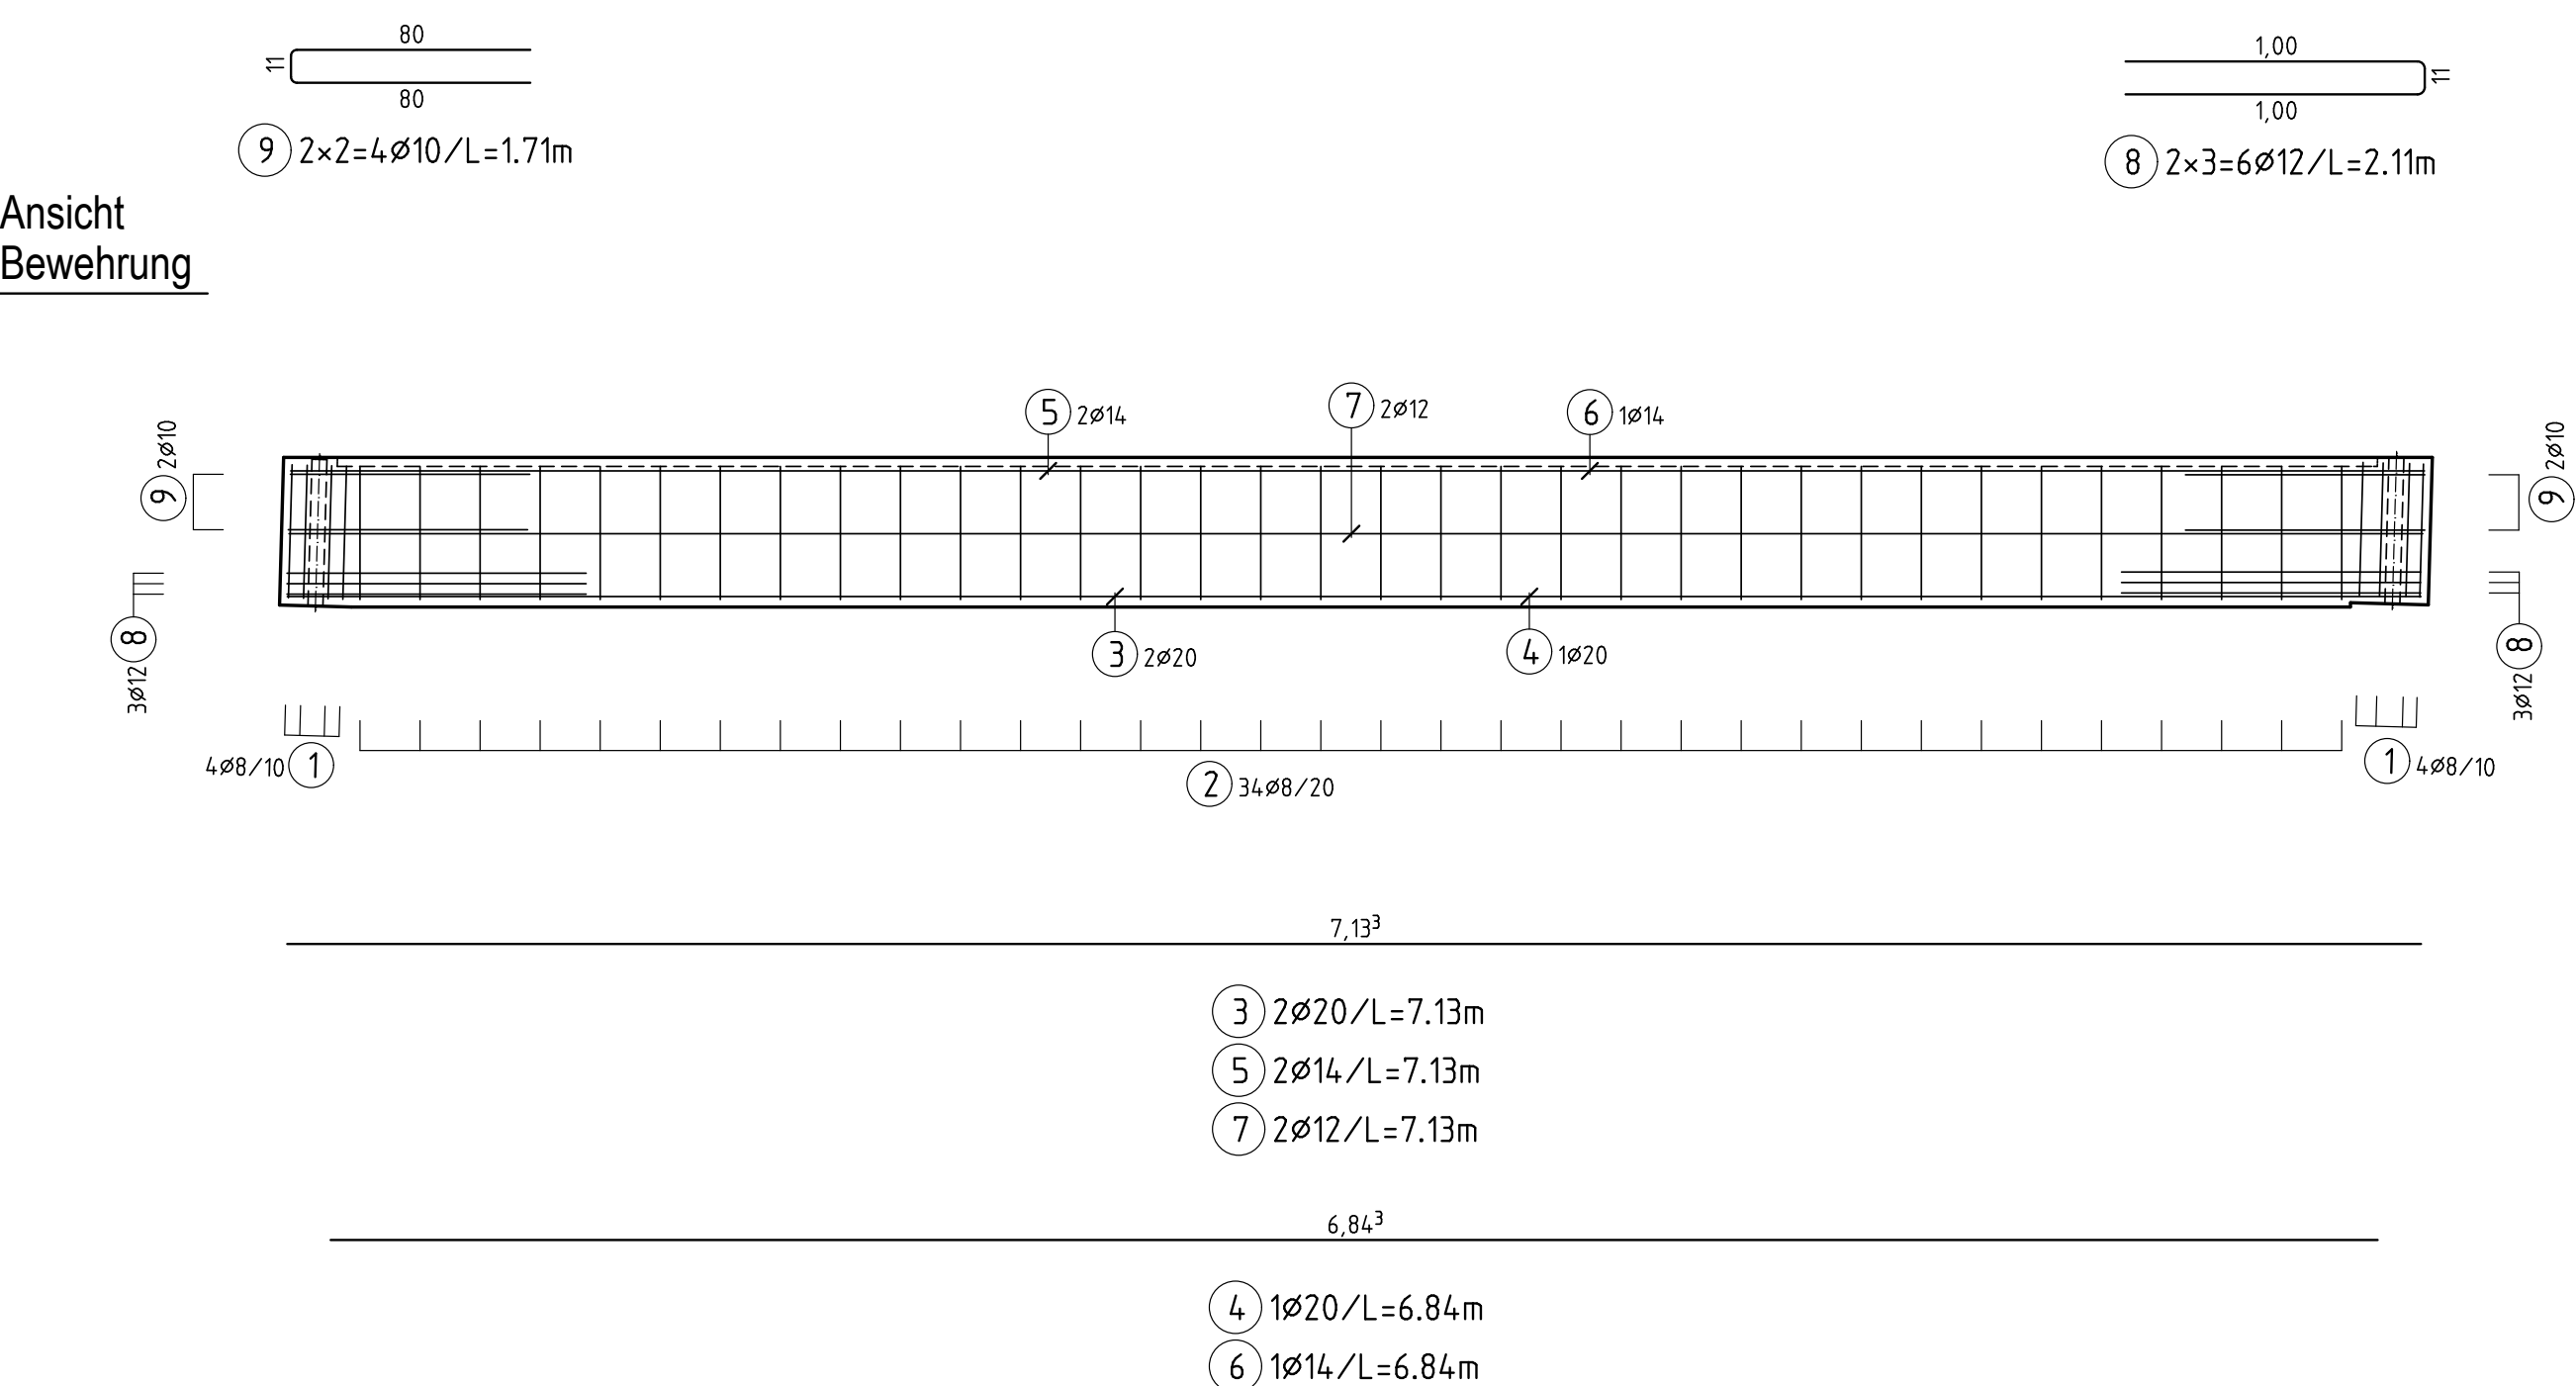 80
11
80
⑨ 2×2=4Ø10/L=1.71m
1,00
11
1,00
⑧ 2×3=6Ø12/L=2.11m
Ansicht
Bewehrung
⑤ 2Ø14
⑦ 2Ø12
⑥ 1Ø14
⑨ 2Ø10
⑨ 2Ø10
⑧ 3Ø12
⑧ 3Ø12
③ 2Ø20
④ 1Ø20
4Ø8/10 ①
② 34Ø8/20
① 4Ø8/10
7,13³
③ 2Ø20/L=7.13m
⑤ 2Ø14/L=7.13m
⑦ 2Ø12/L=7.13m
6,84³
④ 1Ø20/L=6.84m
⑥ 1Ø14/L=6.84m